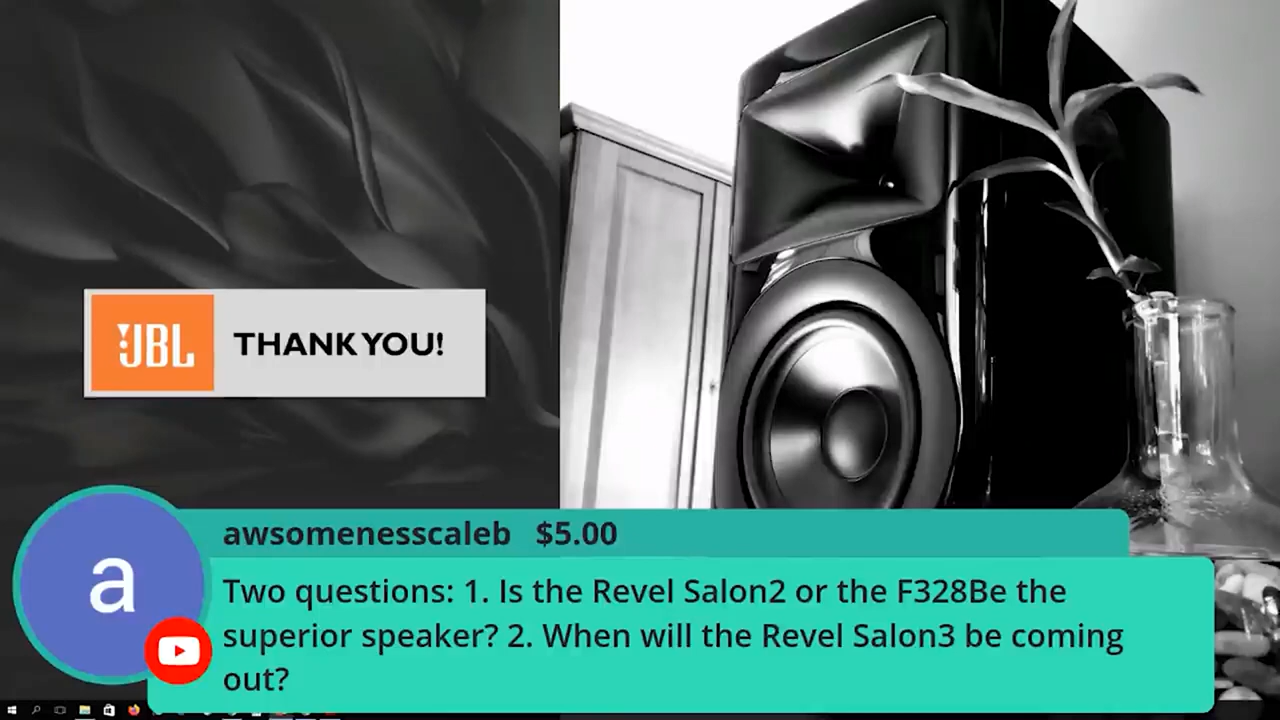 JBL THANK YOU!
awsomenesscaleb $5.00
a
Two questions: 1. Is the Revel Salon2 or the F328Be the
superior speaker? 2. When will the Revel Salon3 be coming
out?